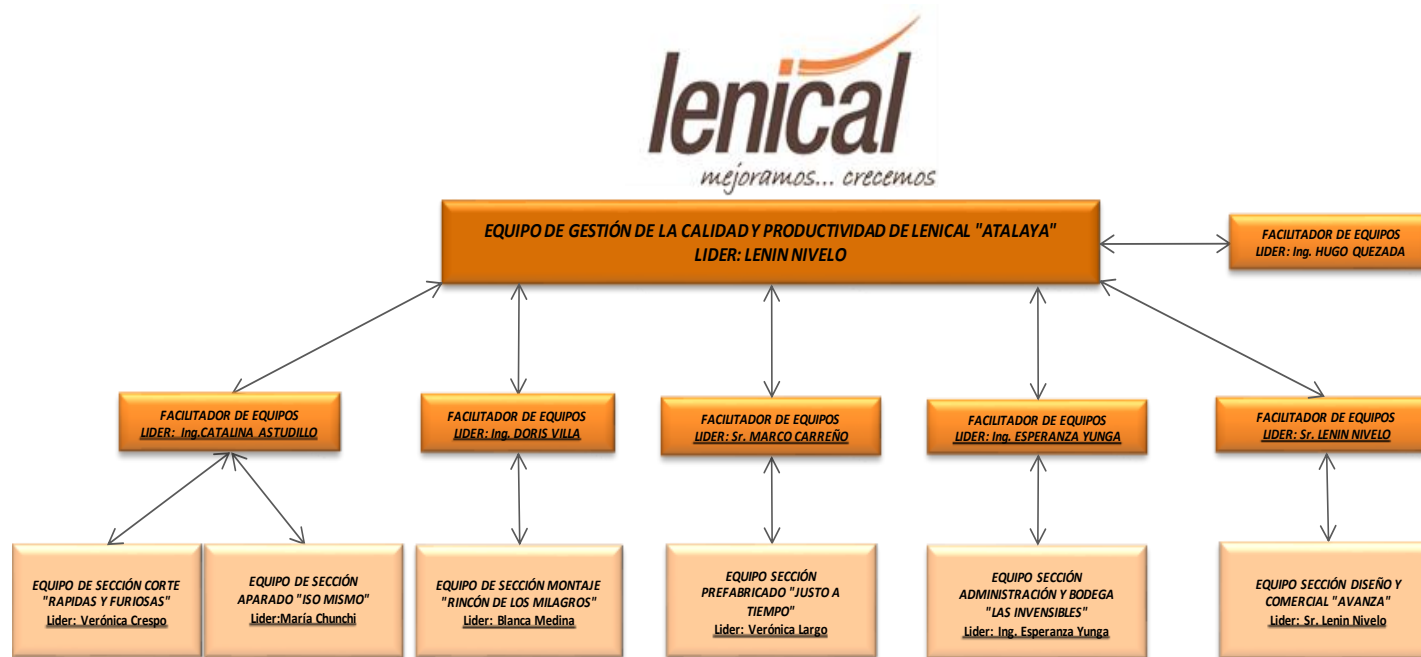 lenical
mejoramos... crecemos
EQUIPO DE GESTIÓN DE LA CALIDAD Y PRODUCTIVIDAD DE LENICAL "ATALAYA"
LIDER: LENIN NIVELO
FACILITADOR DE EQUIPOS
LIDER: Ing. HUGO QUEZADA
FACILITADOR DE EQUIPOS
LIDER: Ing.CATALINA ASTUDILLO
FACILITADOR DE EQUIPOS
LIDER: Ing. DORIS VILLA
FACILITADOR DE EQUIPOS
LIDER: Sr. MARCO CARREÑO
FACILITADOR DE EQUIPOS
LIDER: Ing. ESPERANZA YUNGA
FACILITADOR DE EQUIPOS
LIDER: Sr. LENIN NIVELO
EQUIPO DE SECCIÓN CORTE
"RAPIDAS Y FURIOSAS"
Lider: Verónica Crespo
EQUIPO DE SECCIÓN
APARADO "ISO MISMO"
Lider:María Chunchi
EQUIPO DE SECCIÓN MONTAJE
"RINCÓN DE LOS MILAGROS"
Lider: Blanca Medina
EQUIPO SECCIÓN
PREFABRICADO "JUSTO A
TIEMPO"
Lider: Verónica Largo
EQUIPO SECCIÓN
ADMINISTRACIÓN Y BODEGA
"LAS INVENSIBLES"
Lider: Ing. Esperanza Yunga
EQUIPO SECCIÓN DISEÑO Y
COMERCIAL "AVANZA"
Lider: Sr. Lenin Nivelo